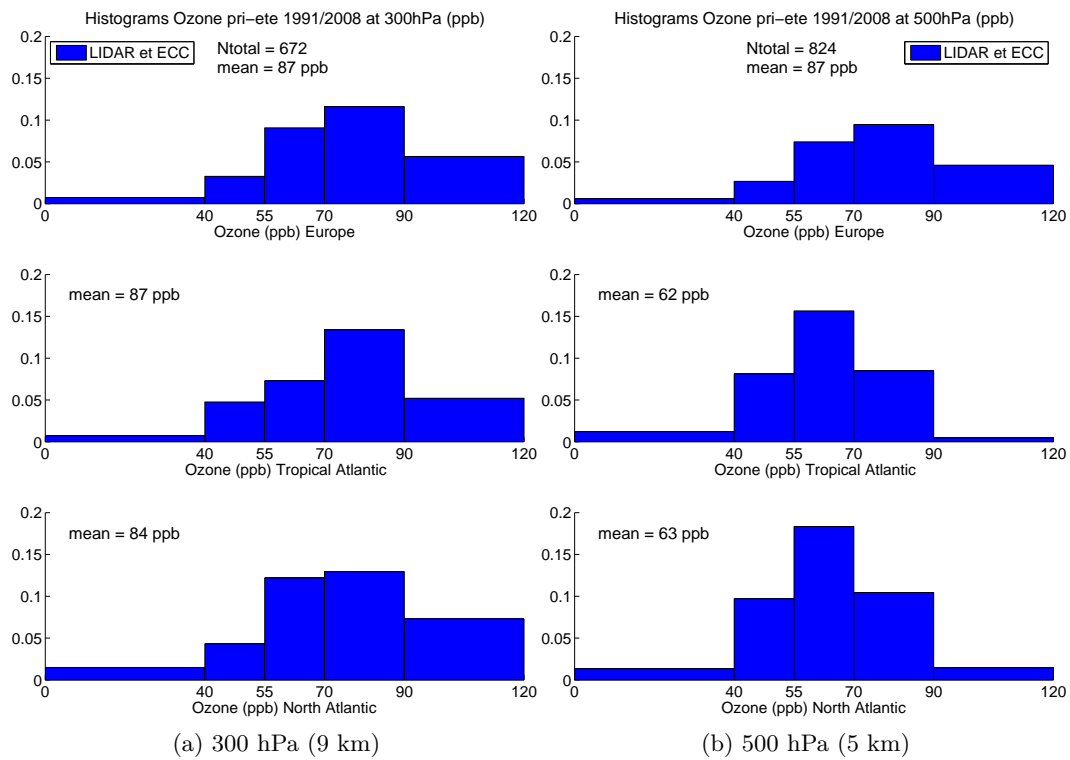 Histograms Ozone pri−ete 1991/2008 at 300hPa (ppb)
LIDAR et ECC
Ntotal = 672
mean = 87 ppb
0.2
0.15
0.1
0.05
0
0 40 55 70 90 120
Ozone (ppb) Europe
mean = 87 ppb
0.2
0.15
0.1
0.05
0
0 40 55 70 90 120
Ozone (ppb) Tropical Atlantic
mean = 84 ppb
0.2
0.15
0.1
0.05
0
0 40 55 70 90 120
Ozone (ppb) North Atlantic
(a) 300 hPa (9 km)
Histograms Ozone pri−ete 1991/2008 at 500hPa (ppb)
Ntotal = 824
mean = 87 ppb
LIDAR et ECC
0.2
0.15
0.1
0.05
0
0 40 55 70 90 120
Ozone (ppb) Europe
mean = 62 ppb
0.2
0.15
0.1
0.05
0
0 40 55 70 90 120
Ozone (ppb) Tropical Atlantic
mean = 63 ppb
0.2
0.15
0.1
0.05
0
0 40 55 70 90 120
Ozone (ppb) North Atlantic
(b) 500 hPa (5 km)